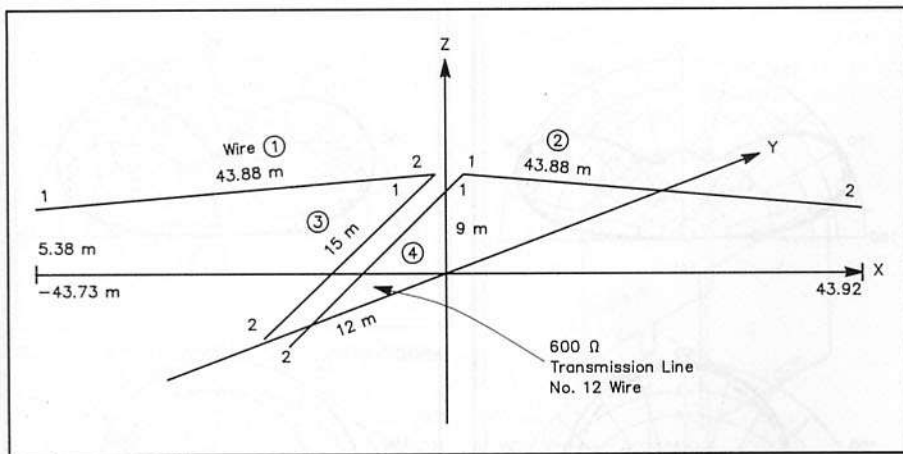 Z
Y
Wire ①
43.88 m
②
43.88 m
1
2
1
1
1
2
③
15 m
④
9 m
5.38 m
−43.73 m
X
43.92
2
2
12 m
600 Ω
Transmission Line
No. 12 Wire